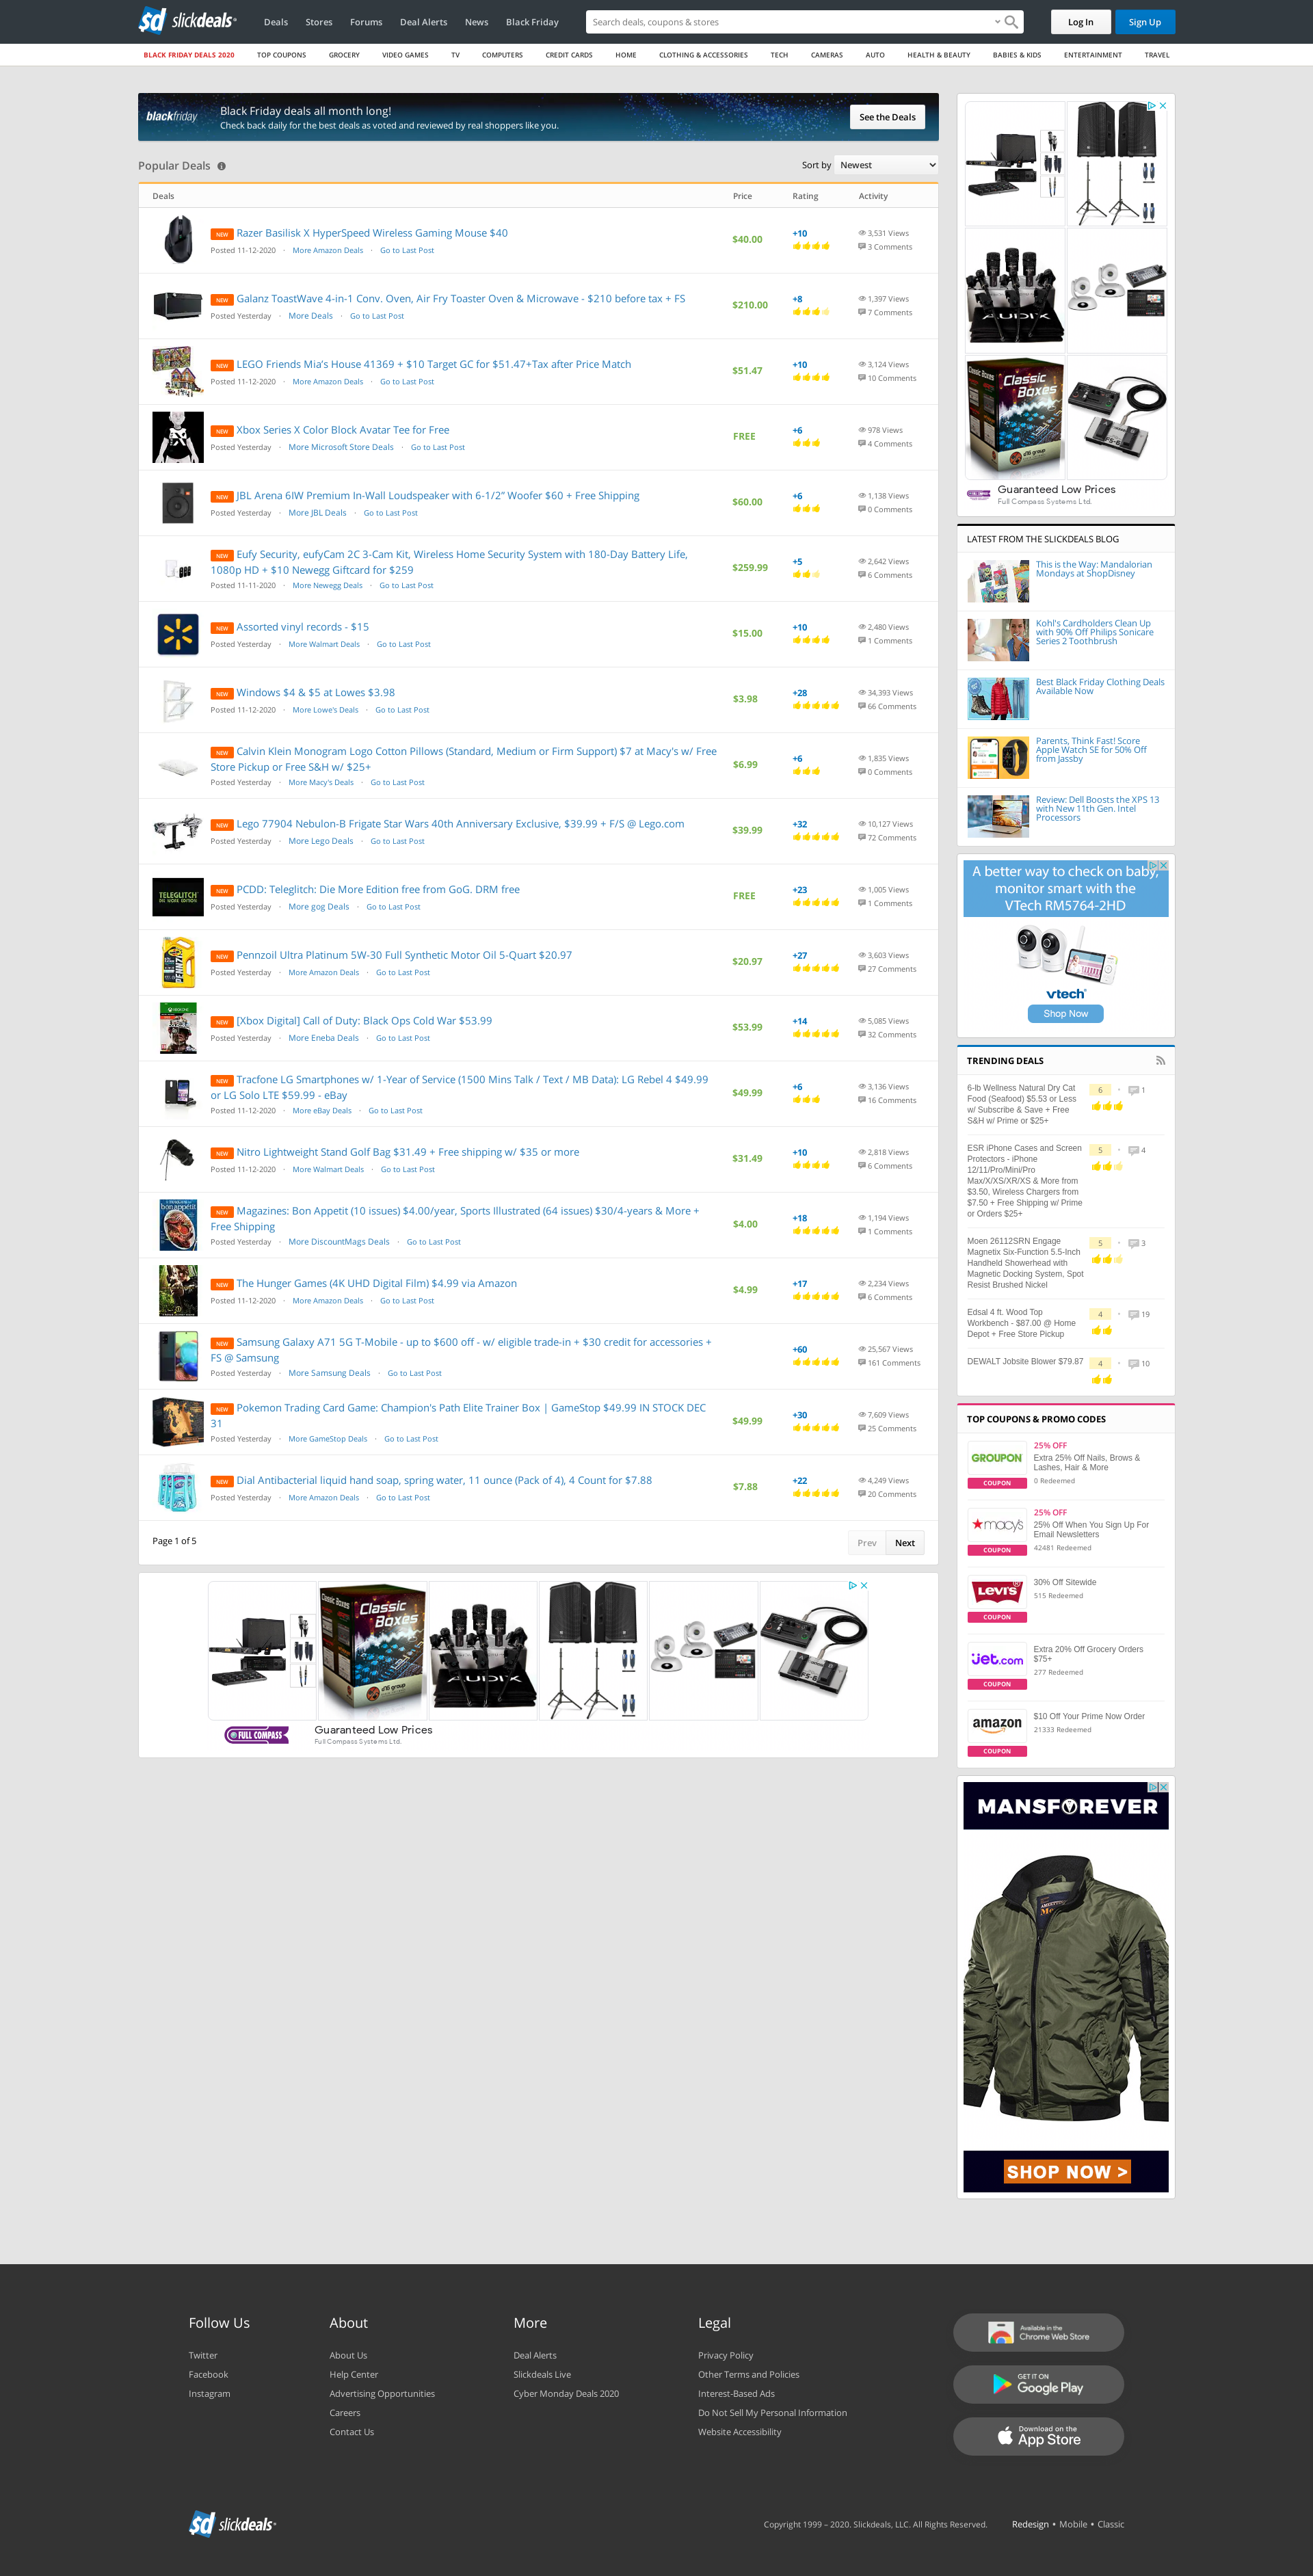 slickdeals
Deals
Stores
Forums
Deal Alerts
News
Black Friday
Search deals, coupons & stores
Log In
Sign Up
BLACK FRIDAY DEALS 2020
TOP COUPONS
GROCERY
VIDEO GAMES
TV
COMPUTERS
CREDIT CARDS
HOME
CLOTHING & ACCESSORIES
TECH
CAMERAS
AUTO
HEALTH & BEAUTY
BABIES & KIDS
ENTERTAINMENT
TRAVEL
blackfriday
Black Friday deals all month long!
Check back daily for the best deals as voted and reviewed by real shoppers like you.
See the Deals
Popular Deals
Sort by Newest
Deals Price Rating Activity
NEW Razer Basilisk X HyperSpeed Wireless Gaming Mouse $40
Posted 11-12-2020 · More Amazon Deals · Go to Last Post
$40.00
+10
3,531 Views
3 Comments
NEW Galanz ToastWave 4-in-1 Conv. Oven, Air Fry Toaster Oven & Microwave - $210 before tax + FS
Posted Yesterday · More Deals · Go to Last Post
$210.00
+8
1,397 Views
7 Comments
NEW LEGO Friends Mia's House 41369 + $10 Target GC for $51.47+Tax after Price Match
Posted 11-12-2020 · More Amazon Deals · Go to Last Post
$51.47
+10
3,124 Views
10 Comments
NEW Xbox Series X Color Block Avatar Tee for Free
Posted Yesterday · More Microsoft Store Deals · Go to Last Post
FREE
+6
978 Views
4 Comments
NEW JBL Arena 6IW Premium In-Wall Loudspeaker with 6-1/2” Woofer $60 + Free Shipping
Posted Yesterday · More JBL Deals · Go to Last Post
$60.00
+6
1,138 Views
0 Comments
NEW Eufy Security, eufyCam 2C 3-Cam Kit, Wireless Home Security System with 180-Day Battery Life,
1080p HD + $10 Newegg Giftcard for $259
Posted 11-11-2020 · More Newegg Deals · Go to Last Post
$259.99
+5
2,642 Views
6 Comments
NEW Assorted vinyl records - $15
Posted Yesterday · More Walmart Deals · Go to Last Post
$15.00
+10
2,480 Views
1 Comments
NEW Windows $4 & $5 at Lowes $3.98
Posted 11-12-2020 · More Lowe's Deals · Go to Last Post
$3.98
+28
34,393 Views
66 Comments
NEW Calvin Klein Monogram Logo Cotton Pillows (Standard, Medium or Firm Support) $7 at Macy's w/ Free
Store Pickup or Free S&H w/ $25+
Posted Yesterday · More Macy's Deals · Go to Last Post
$6.99
+6
1,835 Views
0 Comments
NEW Lego 77904 Nebulon-B Frigate Star Wars 40th Anniversary Exclusive, $39.99 + F/S @ Lego.com
Posted Yesterday · More Lego Deals · Go to Last Post
$39.99
+32
10,127 Views
72 Comments
TELEGLITCH
DIE MORE EDITION
NEW PCDD: Teleglitch: Die More Edition free from GoG. DRM free
Posted Yesterday · More gog Deals · Go to Last Post
FREE
+23
1,005 Views
1 Comments
NEW Pennzoil Ultra Platinum 5W-30 Full Synthetic Motor Oil 5-Quart $20.97
Posted Yesterday · More Amazon Deals · Go to Last Post
$20.97
+27
3,603 Views
27 Comments
NEW [Xbox Digital] Call of Duty: Black Ops Cold War $53.99
Posted Yesterday · More Eneba Deals · Go to Last Post
$53.99
+14
5,085 Views
32 Comments
NEW Tracfone LG Smartphones w/ 1-Year of Service (1500 Mins Talk / Text / MB Data): LG Rebel 4 $49.99
or LG Solo LTE $59.99 - eBay
Posted 11-12-2020 · More eBay Deals · Go to Last Post
$49.99
+6
3,136 Views
16 Comments
NEW Nitro Lightweight Stand Golf Bag $31.49 + Free shipping w/ $35 or more
Posted 11-12-2020 · More Walmart Deals · Go to Last Post
$31.49
+10
2,818 Views
6 Comments
bon appétit
NEW Magazines: Bon Appetit (10 issues) $4.00/year, Sports Illustrated (64 issues) $30/4-years & More +
Free Shipping
Posted Yesterday · More DiscountMags Deals · Go to Last Post
$4.00
+18
1,194 Views
1 Comments
NEW The Hunger Games (4K UHD Digital Film) $4.99 via Amazon
Posted 11-12-2020 · More Amazon Deals · Go to Last Post
$4.99
+17
2,234 Views
6 Comments
NEW Samsung Galaxy A71 5G T-Mobile - up to $600 off - w/ eligible trade-in + $30 credit for accessories +
FS @ Samsung
Posted Yesterday · More Samsung Deals · Go to Last Post
+60
25,567 Views
161 Comments
NEW Pokemon Trading Card Game: Champion's Path Elite Trainer Box | GameStop $49.99 IN STOCK DEC
31
Posted Yesterday · More GameStop Deals · Go to Last Post
$49.99
+30
7,609 Views
25 Comments
NEW Dial Antibacterial liquid hand soap, spring water, 11 ounce (Pack of 4), 4 Count for $7.88
Posted Yesterday · More Amazon Deals · Go to Last Post
$7.88
+22
4,249 Views
20 Comments
Page 1 of 5
Prev
Next
Classic Boxes
AUDIX
FS-6
FULL COMPASS
Guaranteed Low Prices
Full Compass Systems Ltd.
AUDIX
Classic Boxes
d16 group
FS-6
Guaranteed Low Prices
Full Compass Systems Ltd.
LATEST FROM THE SLICKDEALS BLOG
This is the Way: Mandalorian
Mondays at ShopDisney
Kohl's Cardholders Clean Up
with 90% Off Philips Sonicare
Series 2 Toothbrush
Best Black Friday Clothing Deals
Available Now
Parents, Think Fast! Score
Apple Watch SE for 50% Off
from Jassby
Review: Dell Boosts the XPS 13
with New 11th Gen. Intel
Processors
A better way to check on baby,
monitor smart with the
VTech RM5764-2HD
vtech
Shop Now
TRENDING DEALS
6-lb Wellness Natural Dry Cat
Food (Seafood) $5.53 or Less
w/ Subscribe & Save + Free
S&H w/ Prime or $25+
6 · 1
ESR iPhone Cases and Screen
Protectors - iPhone
12/11/Pro/Mini/Pro
Max/X/XS/XR/XS & More from
$3.50, Wireless Chargers from
$7.50 + Free Shipping w/ Prime
or Orders $25+
5 · 4
Moen 26112SRN Engage
Magnetix Six-Function 5.5-Inch
Handheld Showerhead with
Magnetic Docking System, Spot
Resist Brushed Nickel
5 · 3
Edsal 4 ft. Wood Top
Workbench - $87.00 @ Home
Depot + Free Store Pickup
4 · 19
DEWALT Jobsite Blower $79.87
4 · 10
TOP COUPONS & PROMO CODES
GROUPON
COUPON
25% OFF
Extra 25% Off Nails, Brows &
Lashes, Hair & More
0 Redeemed
macy's
COUPON
25% OFF
25% Off When You Sign Up For
Email Newsletters
42481 Redeemed
LEVI'S
COUPON
30% Off Sitewide
515 Redeemed
jet.com
COUPON
Extra 20% Off Grocery Orders
$75+
277 Redeemed
amazon
COUPON
$10 Off Your Prime Now Order
21333 Redeemed
MANSFOREVER
SHOP NOW >
Follow Us
Twitter
Facebook
Instagram
About
About Us
Help Center
Advertising Opportunities
Careers
Contact Us
More
Deal Alerts
Slickdeals Live
Cyber Monday Deals 2020
Legal
Privacy Policy
Other Terms and Policies
Interest-Based Ads
Do Not Sell My Personal Information
Website Accessibility
Available in the
Chrome Web Store
GET IT ON
Google Play
Download on the
App Store
slickdeals
Copyright 1999 – 2020. Slickdeals, LLC. All Rights Reserved.
Redesign • Mobile • Classic